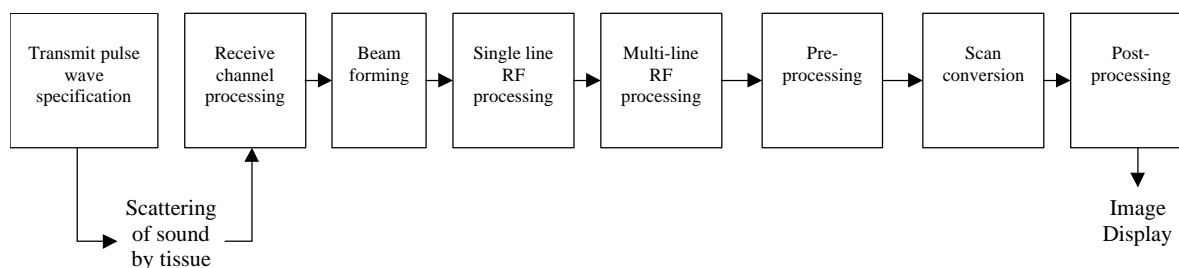 Transmit pulse
wave
specification
Receive
channel
processing
Beam
forming
Single line
RF
processing
Multi-line
RF
processing
Pre-
processing
Scan
conversion
Post-
processing
Scattering
of sound
by tissue
Image
Display